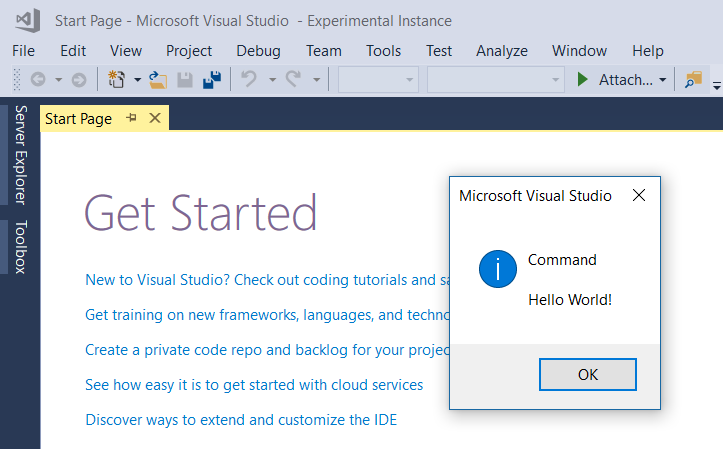 Start Page - Microsoft Visual Studio - Experimental Instance
File Edit View Project Debug Team Tools Test Analyze Window Help
Attach...
Server Explorer
Toolbox
Start Page
Get Started
New to Visual Studio? Check out coding tutorials and sa
Get training on new frameworks, languages, and techno
Create a private code repo and backlog for your projec
See how easy it is to get started with cloud services
Discover ways to extend and customize the IDE
Microsoft Visual Studio
Command
Hello World!
OK